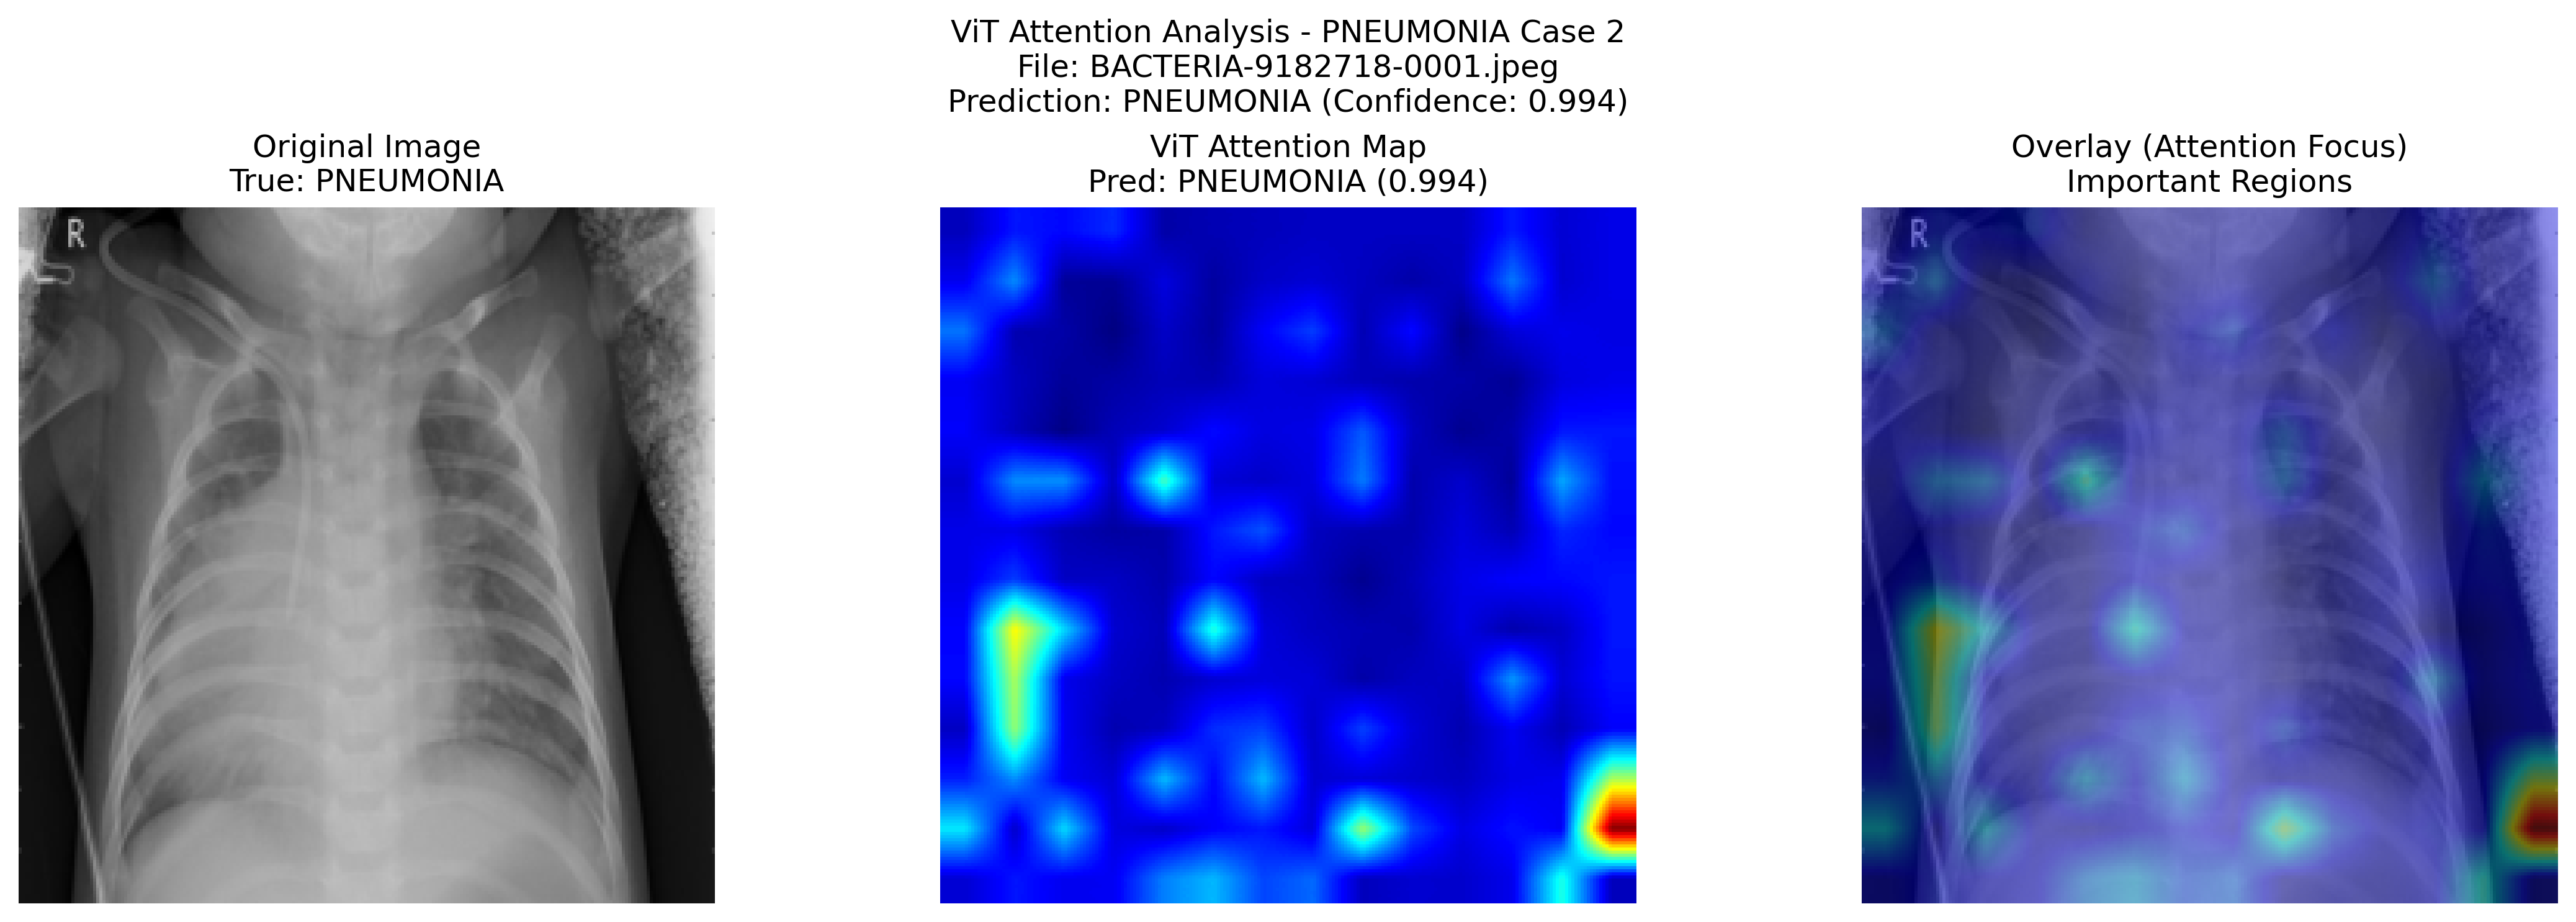 ViT Attention Analysis - PNEUMONIA Case 2
File: BACTERIA-9182718-0001.jpeg
Prediction: PNEUMONIA (Confidence: 0.994)
Original Image
True: PNEUMONIA
ViT Attention Map
Pred: PNEUMONIA (0.994)
Overlay (Attention Focus)
Important Regions
R
R